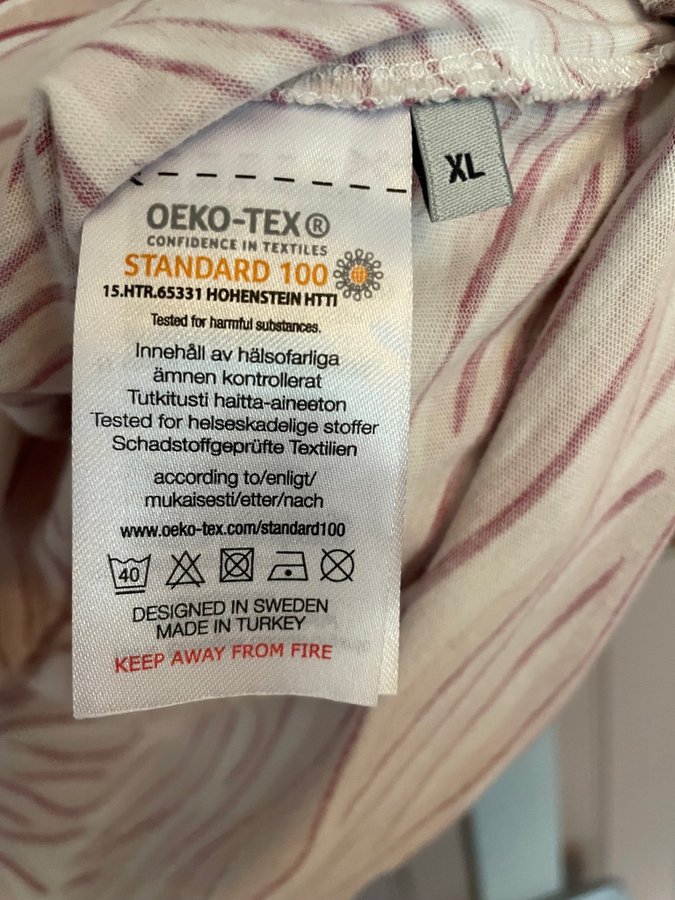 XL
OEKO-TEX®
CONFIDENCE IN TEXTILES
STANDARD 100
15.HTR.65331 HOHENSTEIN HTTI
Tested for harmful substances.
Innehåll av hälsofarliga
ämnen kontrollerat
Tutkitusti haitta-aineeton
Tested for helseskadelige stoffer
Schadstoffgeprüfte Textilien
according to/enligt/
mukaisesti/etter/nach
www.oeko-tex.com/standard100
40
DESIGNED IN SWEDEN
MADE IN TURKEY
KEEP AWAY FROM FIRE